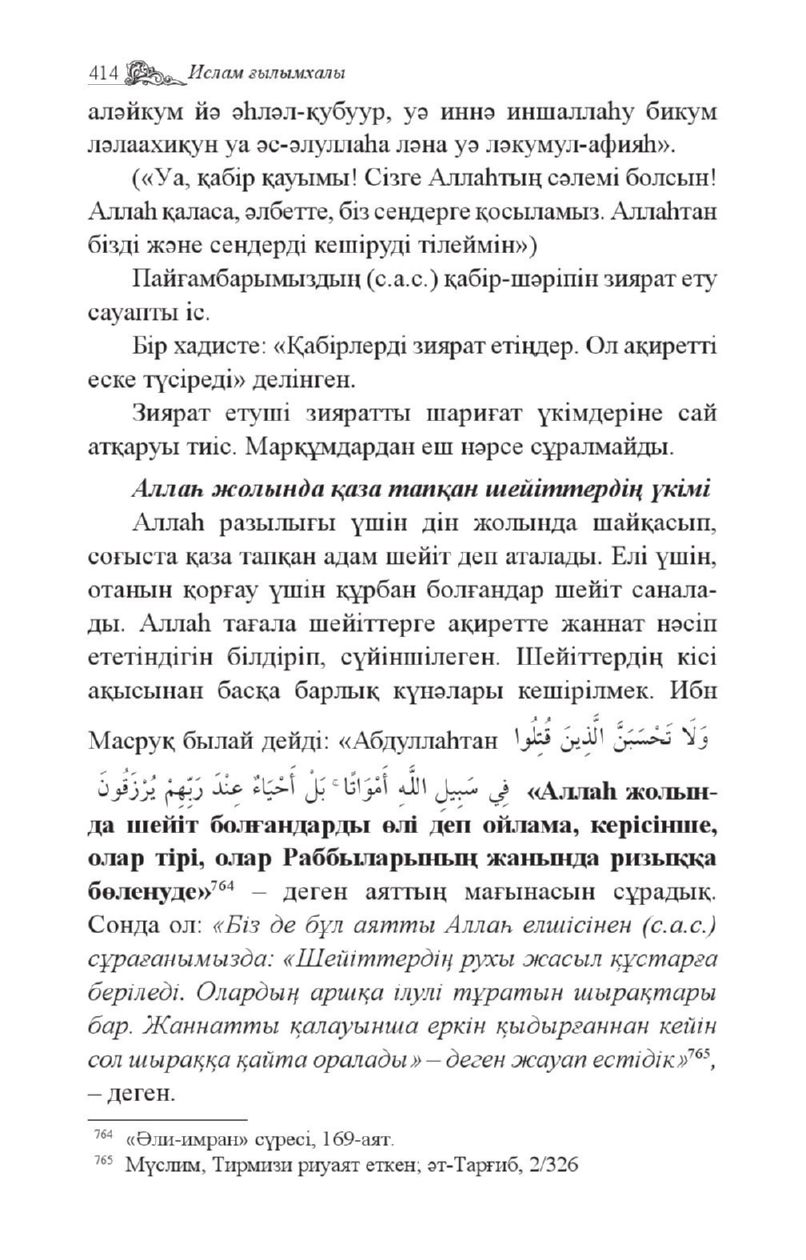 414 Ислам ғылымхалы
аләйкум йә әһләл-қубуур, уә иннә иншаллаһу бикум
ләлаахиқун уа әс-әлуллаһа ләна уә ләкумул-афияһ».
(«Уа, қабір қауымы! Сізге Аллаһтың сәлемі болсын!
Аллаһ қаласа, әлбетте, біз сендерге қосыламыз. Аллаһтан
бізді және сендерді кешіруді тілеймін»)
Пайғамбарымыздың (с.а.с.) қабір-шәріпін зиярат ету
сауапты іс.
Бір хадисте: «Қабірлерді зиярат етіңдер. Ол ақиретті
еске түсіреді» делінген.
Зиярат етуші зияратты шариғат үкімдеріне сай
атқаруы тиіс. Марқұмдардан еш нәрсе сұралмайды.
Аллаһ жолында қаза тапқан шейіттердің үкімі
Аллаһ разылығы үшін дін жолында шайқасып,
соғыста қаза тапқан адам шейіт деп аталады. Елі үшін,
отанын қорғау үшін құрбан болғандар шейіт санала-
ды. Аллаһ тағала шейіттерге ақиретте жаннат нәсіп
ететіндігін білдіріп, сүйіншілеген. Шейіттердің кісі
ақысынан басқа барлық күнәлары кешірілмек. Ибн
Масруқ былай дейді: «Абдуллаһтан وَلَا تَحْسَبَنَّ الَّذِينَ قُتِلُوا
فِي سَبِيلِ اللَّهِ أَمْوَاتًا ۚ بَلْ أَحْيَاءٌ عِنْدَ رَبِّهِمْ يُرْزَقُونَ «Аллаһ жолын-
да шейіт болғандарды өлі деп ойлама, керісінше,
олар тірі, олар Раббыларының жанында ризыққа
бөленуде»764 – деген аяттың мағынасын сұрадық.
Сонда ол: «Біз де бұл аятты Аллаһ елшісінен (с.а.с.)
сұрағанымызда: «Шейіттердің рухы жасыл құстарға
беріледі. Олардың аршқа ілулі тұратын шырақтары
бар. Жаннатты қалауынша еркін қыдырғаннан кейін
сол шыраққа қайта оралады» – деген жауап естідік»765,
– деген.
764 «Әли-имран» сүресі, 169-аят.
765 Мүслим, Тирмизи риуаят еткен; әт-Тарғиб, 2/326